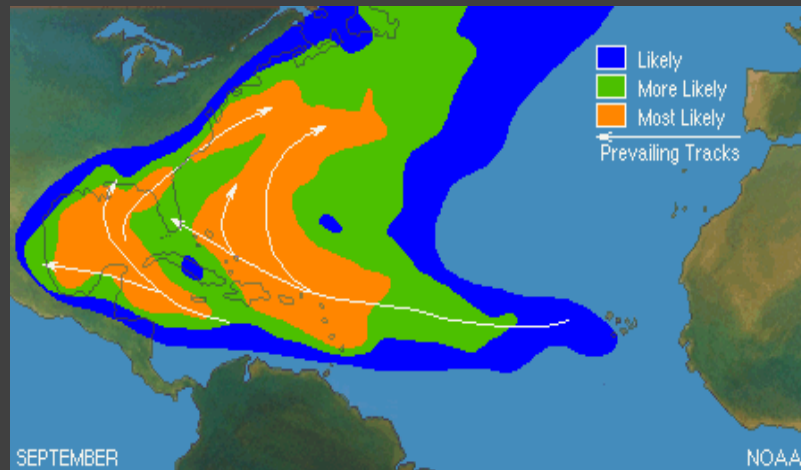 Likely
More Likely
Most Likely
Prevailing Tracks
SEPTEMBER
NOAA